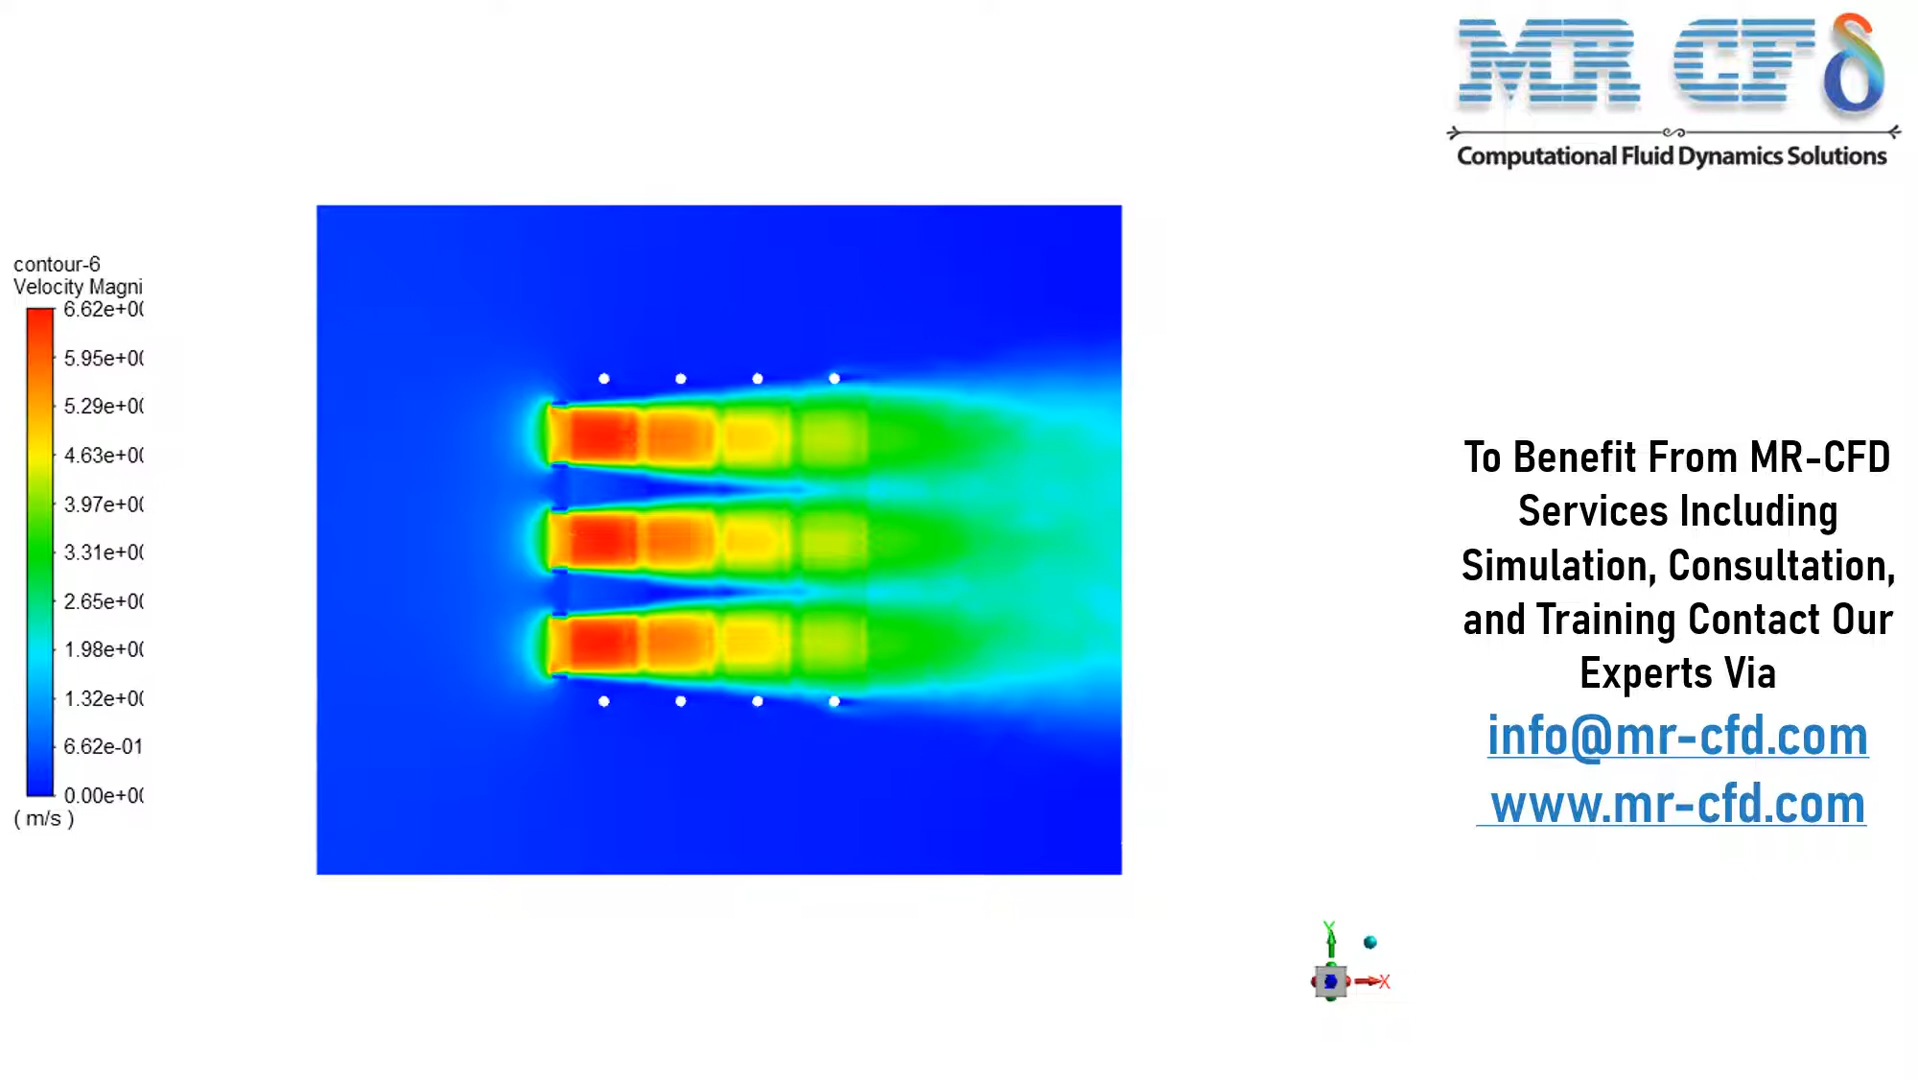 MR CFδ
Computational Fluid Dynamics Solutions
contour-6
Velocity Magni
6.62e+0
5.95e+0
5.29e+0
4.63e+0
3.97e+0
3.31e+0
2.65e+0
1.98e+0
1.32e+0
6.62e-01
0.00e+0
( m/s )
To Benefit From MR-CFD
Services Including
Simulation, Consultation,
and Training Contact Our
Experts Via
info@mr-cfd.com
www.mr-cfd.com
Y
X